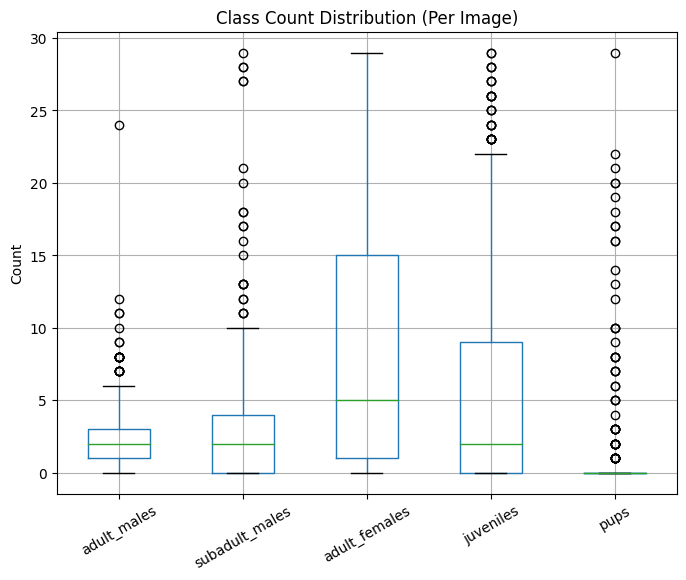 Class Count Distribution (Per Image)
30
25
20
15
10
5
0
Count
adult_males
subadult_males
adult_females
juveniles
pups